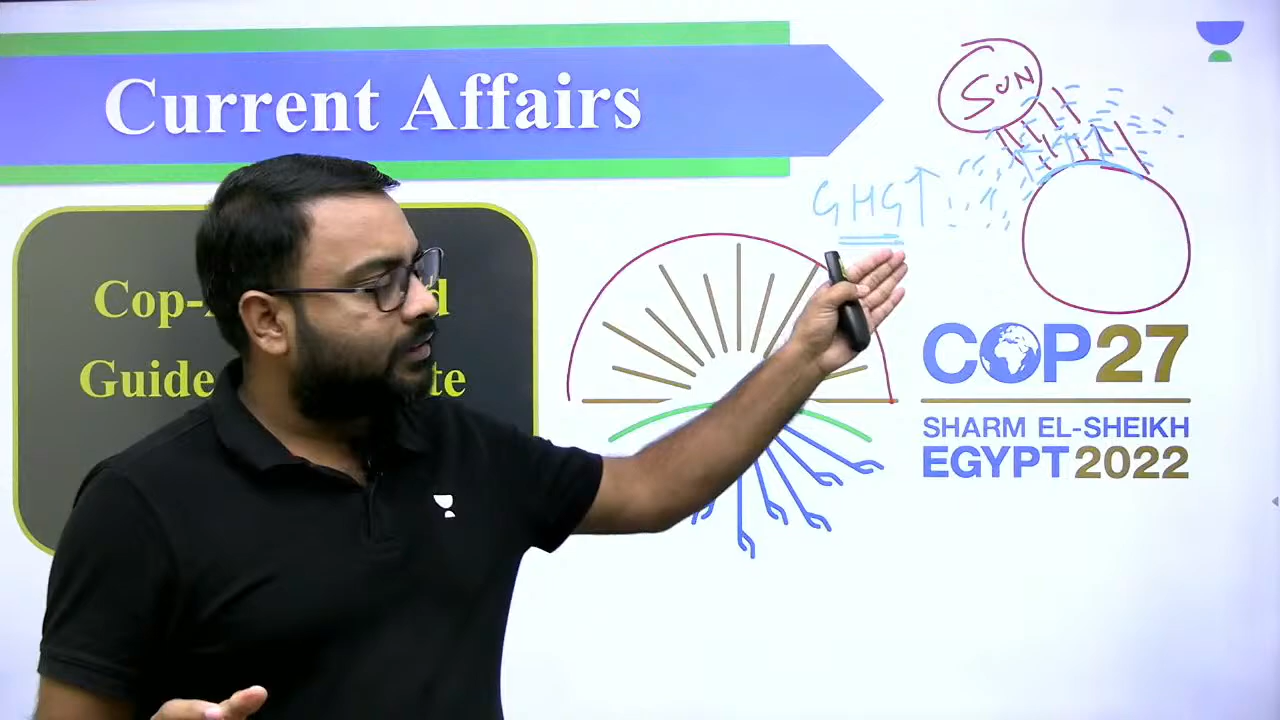 Current Affairs
SUN
GHG↑
Cop-
Guide
te
COP27
SHARM EL-SHEIKH
EGYPT 2022